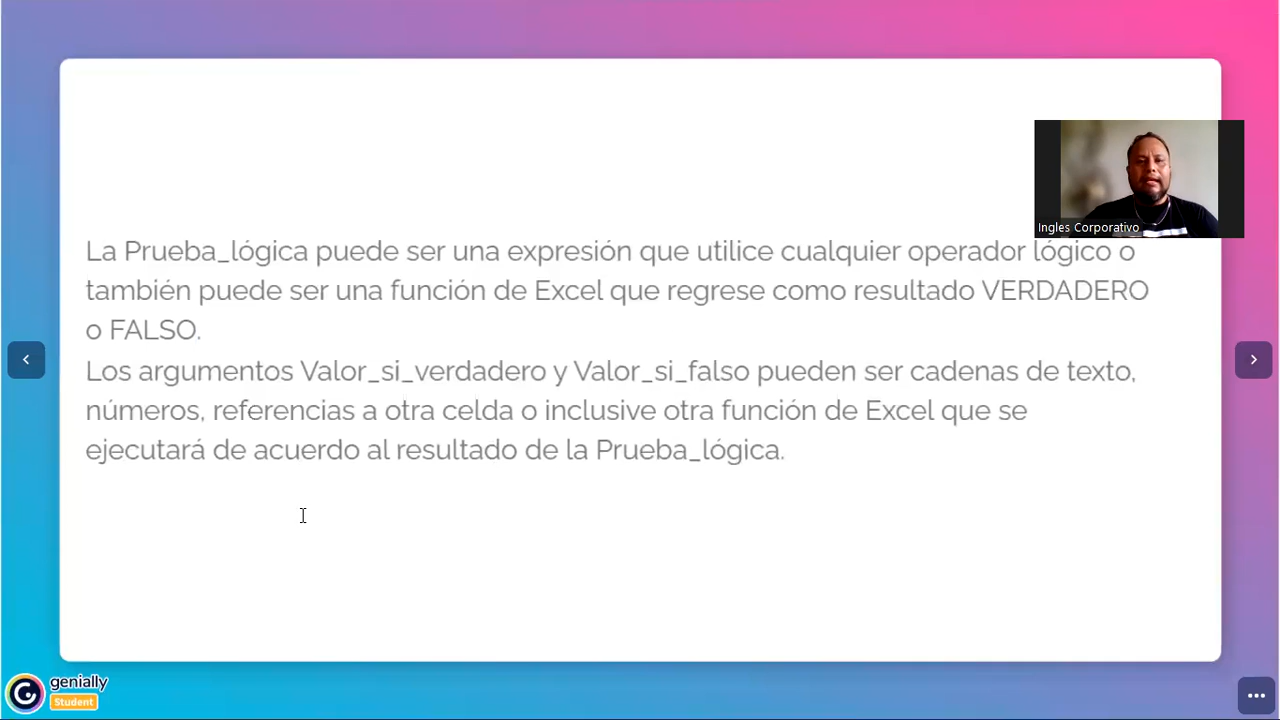 Ingles Corporativo
La Prueba_lógica puede ser una expresión que utilice cualquier operador lógico o
también puede ser una función de Excel que regrese como resultado VERDADERO
o FALSO.
Los argumentos Valor_si_verdadero y Valor_si_falso pueden ser cadenas de texto,
números, referencias a otra celda o inclusive otra función de Excel que se
ejecutará de acuerdo al resultado de la Prueba_lógica.
genially
Student